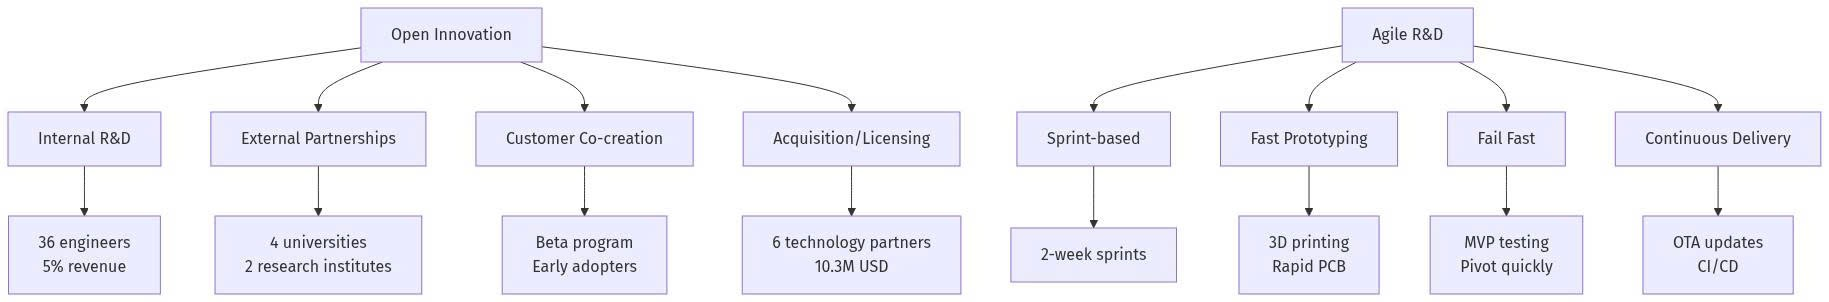 Open Innovation
Agile R&D
Internal R&D
External Partnerships
Customer Co-creation
Acquisition/Licensing
Sprint-based
Fast Prototyping
Fail Fast
Continuous Delivery
36 engineers
5% revenue
4 universities
2 research institutes
Beta program
Early adopters
6 technology partners
10.3M USD
2-week sprints
3D printing
Rapid PCB
MVP testing
Pivot quickly
OTA updates
CI/CD